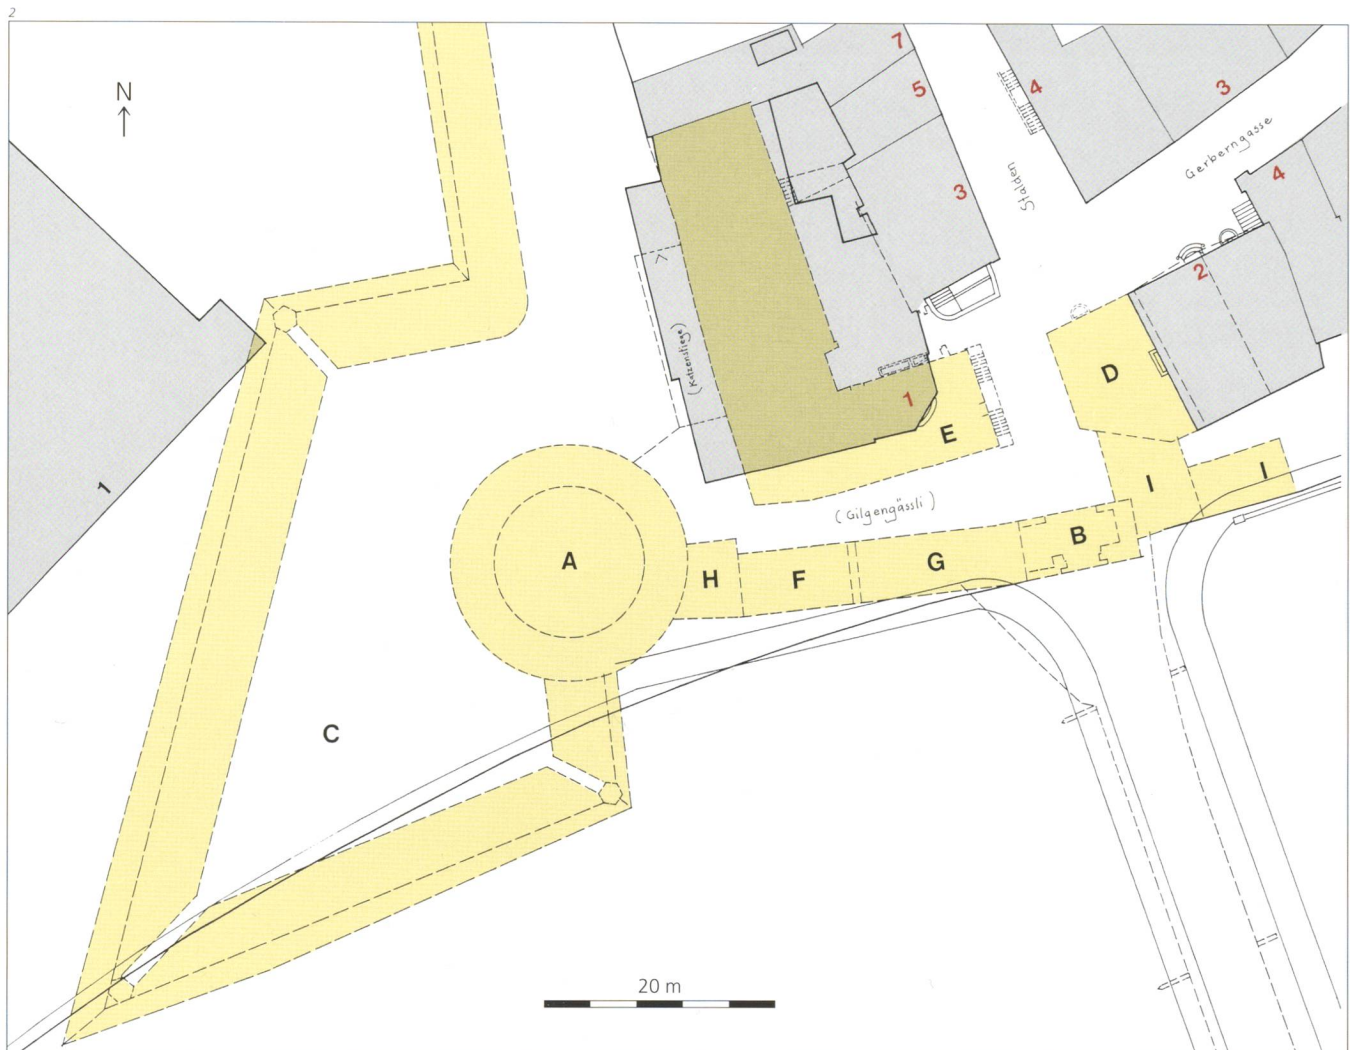 2
N
7
5
4
3
Gerberngasse
3
Stalden
4
2
(Katzenstiege)
1
D
E
1
I
I
(Gilgengässli)
B
A
H
F
G
C
20 m